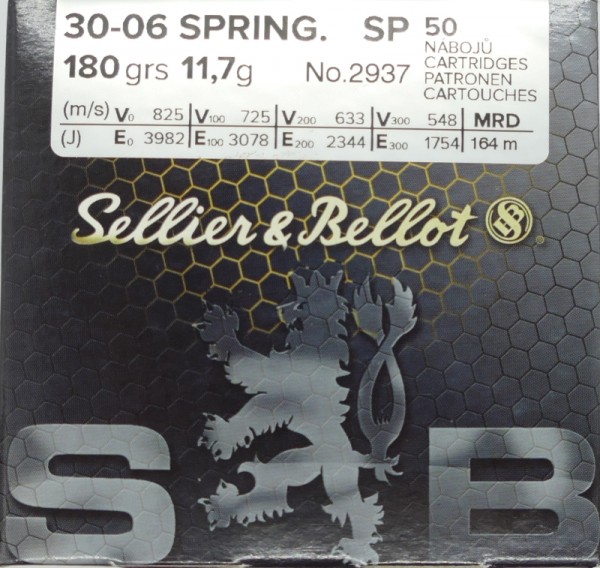 30-06 SPRING. SP 50
NABOJŮ
CARTRIDGES
180 grs 11,7g No.2937 PATRONEN
CARTOUCHES
(m/s) V0 825 V100 725 V200 633 V300 548 MRD
(J) E0 3982 E100 3078 E200 2344 E300 1754 164 m
Sellier & Bellot SB ®
S B